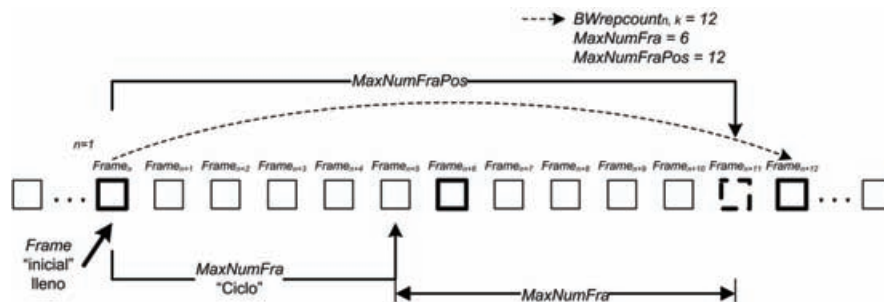 BWrepcountn, k = 12
MaxNumFra = 6
MaxNumFraPos = 12
MaxNumFraPos
n=1
Framen Framen+1 Framen+2 Framen+3 Framen+4 Framen+5 Framen+6 Framen+7 Framen+8 Framen+9 Framen+10 Framen+11 Framen+12
... ...
Frame
“inicial”
lleno
MaxNumFra
“Ciclo”
MaxNumFra